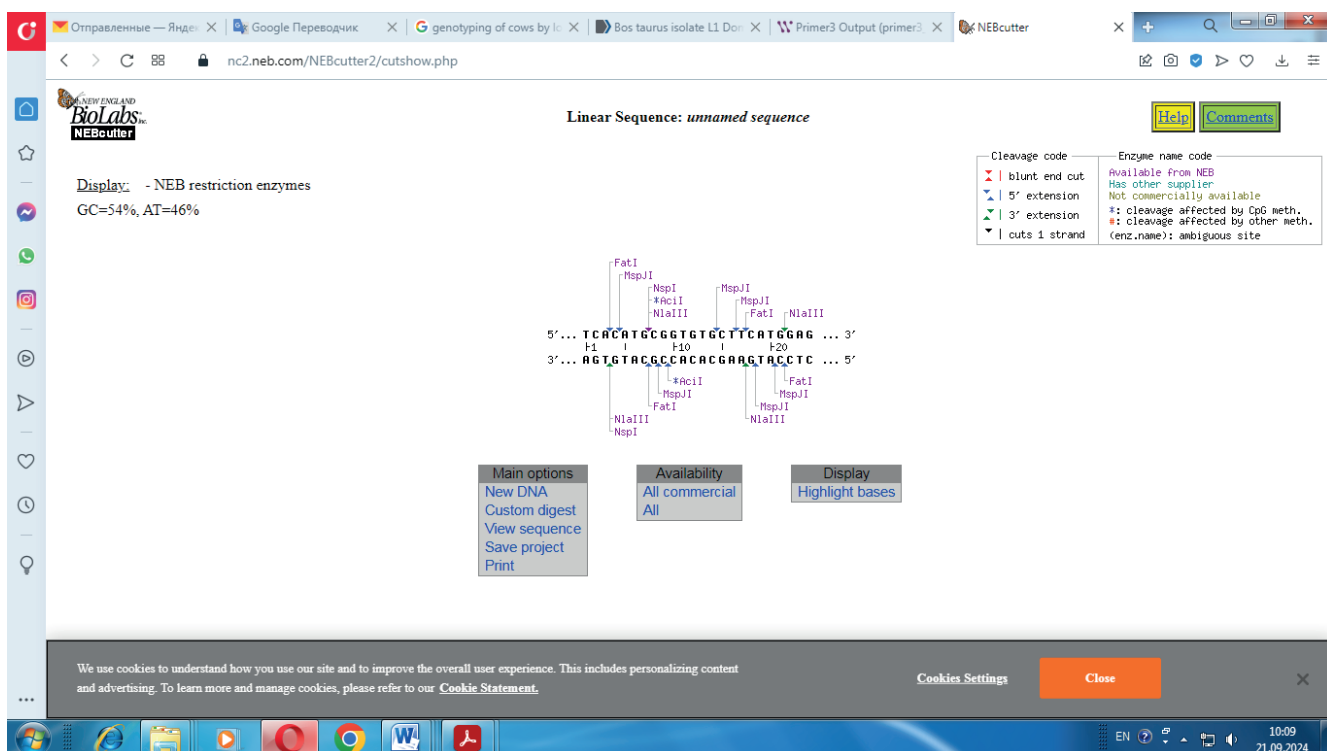 Отправленные — Яндек
Google Переводчик
genotyping of cows by lo
Bos taurus isolate L1 Dom
Primer3 Output (primer3_
NEBcutter
nc2.neb.com/NEBcutter2/cutshow.php
NEW ENGLAND
BioLabs Inc.
NEBcutter
Linear Sequence: unnamed sequence
Help
Comments
Display: - NEB restriction enzymes
GC=54%, AT=46%
Cleavage code
blunt end cut
5′ extension
3′ extension
cuts 1 strand
Enzyme name code
Available from NEB
Has other supplier
Not commercially available
*: cleavage affected by CpG meth.
#: cleavage affected by other meth.
(enz.name): ambiguous site
FatI
MspJI
NspI MspJI
*AciI MspJI
NlaIII FatI NlaIII
5′... TCACATGCGGTGTGCTTCATGGAG ... 3′
1 10 20
3′... AGTGTACGCCACACGAAGTACCTC ... 5′
*AciI FatI
MspJI MspJI
FatI MspJI
NlaIII NlaIII
NspI
Main options
New DNA
Custom digest
View sequence
Save project
Print
Availability
All commercial
All
Display
Highlight bases
We use cookies to understand how you use our site and to improve the overall user experience. This includes personalizing content
and advertising. To learn more and manage cookies, please refer to our Cookie Statement.
Cookies Settings
Close
EN
10:09
21.09.2024